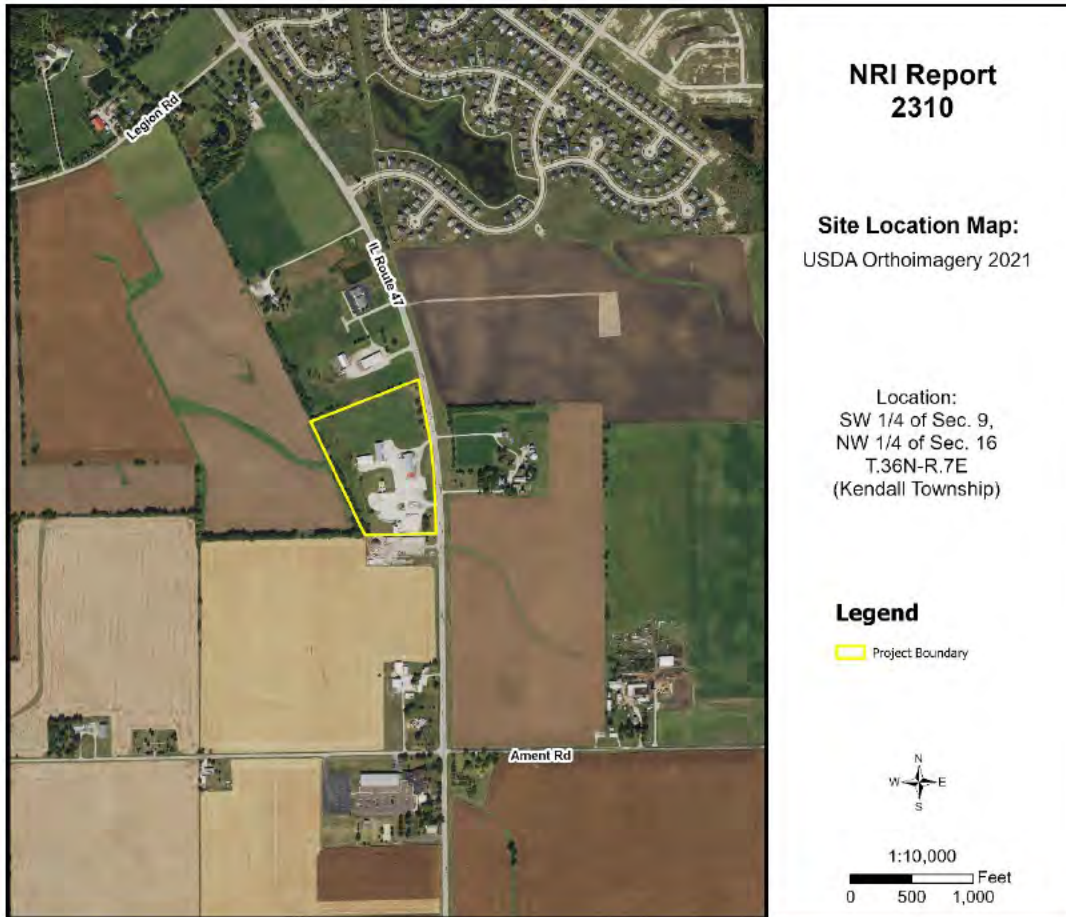 Legion Rd
IL Route 47
Ament Rd
NRI Report
2310
Site Location Map:
USDA Orthoimagery 2021
Location:
SW 1/4 of Sec. 9,
NW 1/4 of Sec. 16
T.36N-R.7E
(Kendall Township)
Legend
Project Boundary
N
W E
S
1:10,000
Feet
0 500 1,000